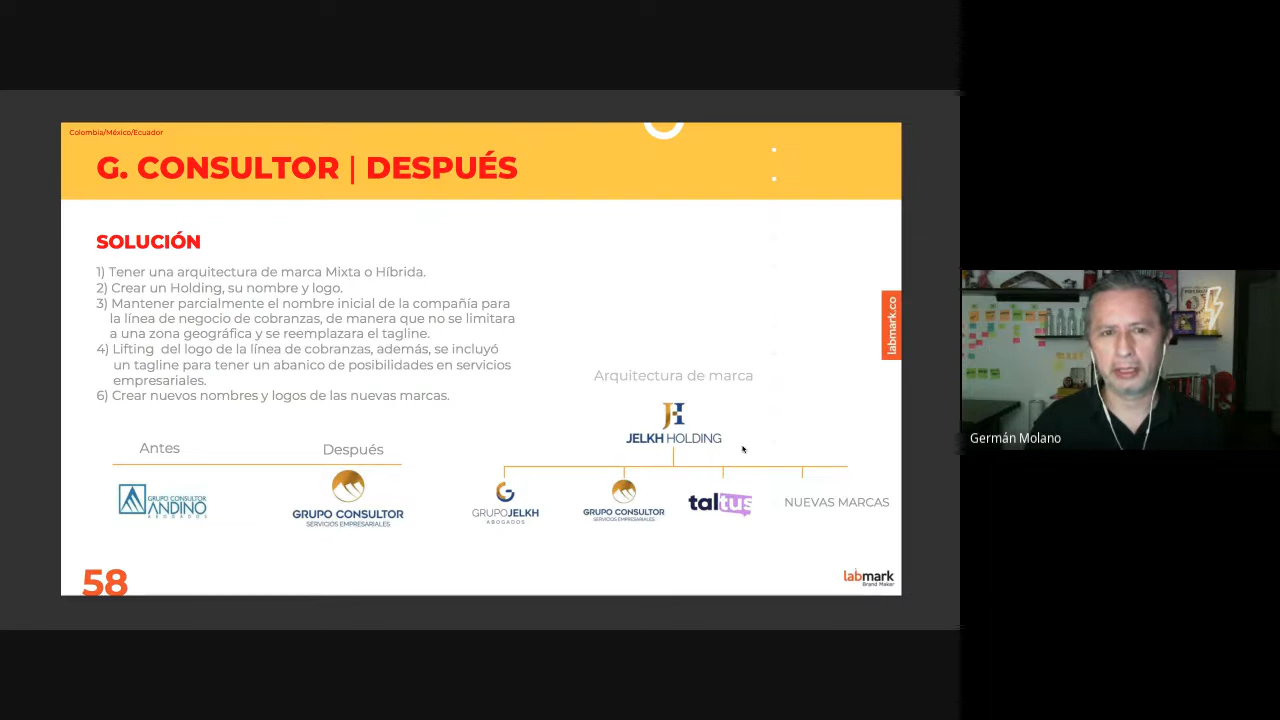 Colombia/México/Ecuador
G. CONSULTOR | DESPUÉS
SOLUCIÓN
1) Tener una arquitectura de marca Mixta o Híbrida.
2) Crear un Holding, su nombre y logo.
3) Mantener parcialmente el nombre inicial de la compañía para
la línea de negocio de cobranzas, de manera que no se limitara
a una zona geográfica y se reemplazara el tagline.
4) Lifting del logo de la línea de cobranzas, además, se incluyó
un tagline para tener un abanico de posibilidades en servicios
empresariales.
6) Crear nuevos nombres y logos de las nuevas marcas.
labmark.co
Antes
Después
GRUPO CONSULTOR
ANDINO
ABOGADOS
GRUPO CONSULTOR
SERVICIOS EMPRESARIALES
Arquitectura de marca
JH
JELKH HOLDING
GRUPOJELKH
ABOGADOS
GRUPO CONSULTOR
SERVICIOS EMPRESARIALES
taltus
NUEVAS MARCAS
58
labmark
Brand Maker
Germán Molano